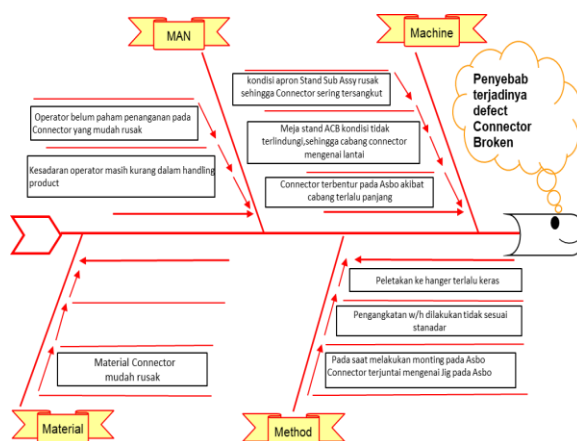 MAN
Machine
Penyebab
terjadinya
defect
Connector
Broken
kondisi apron Stand Sub Assy rusak
sehingga Connector sering tersangkut
Operator belum paham penanganan pada
Connector yang mudah rusak
Meja stand ACB kondisi tidak
terlindungi,sehingga cabang connector
mengenai lantai
Kesadaran operator masih kurang dalam handling
product
Connector terbentur pada Asbo akibat
cabang terlalu panjang
Peletakan ke hanger terlalu keras
Pengangkatan w/h dilakukan tidak sesuai
stanadar
Material Connector
mudah rusak
Pada saat melakukan monting pada Asbo
Connector terjuntai mengenai Jig pada Asbo
Material
Method